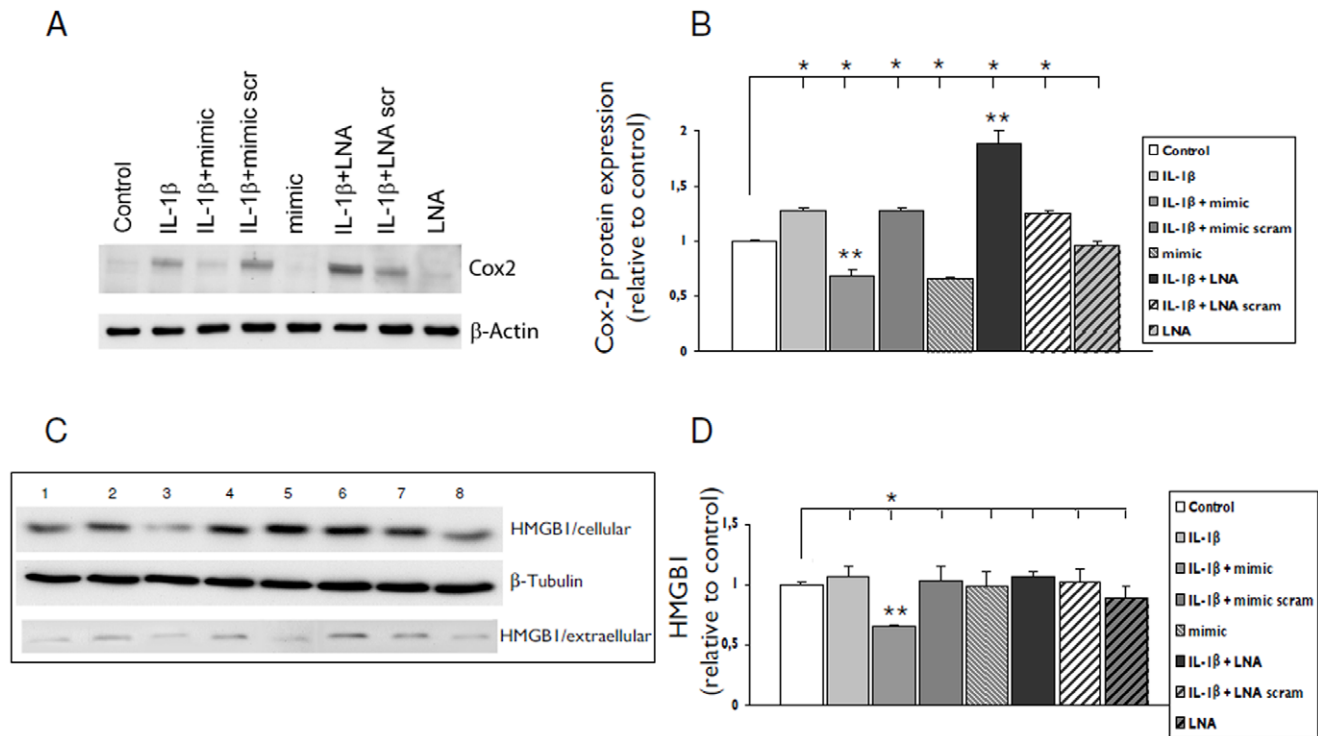 A
Control
IL-1β
IL-1β+mimic
IL-1β+mimic scr
mimic
IL-1β+LNA
IL-1β+LNA scr
LNA
Cox2
β-Actin
B
Cox-2 protein expression
(relative to control)
* * * * * *
** **
2
1,5
1
0,5
0
Control
IL-1β
IL-1β + mimic
IL-1β + mimic scram
mimic
IL-1β + LNA
IL-1β + LNA scram
LNA
C
1 2 3 4 5 6 7 8
HMGB1/cellular
β-Tubulin
HMGB1/extraellular
D
HMGB1
(relative to control)
*
**
1,5
1
0,5
0
Control
IL-1β
IL-1β + mimic
IL-1β + mimic scram
mimic
IL-1β + LNA
IL-1β + LNA scram
LNA